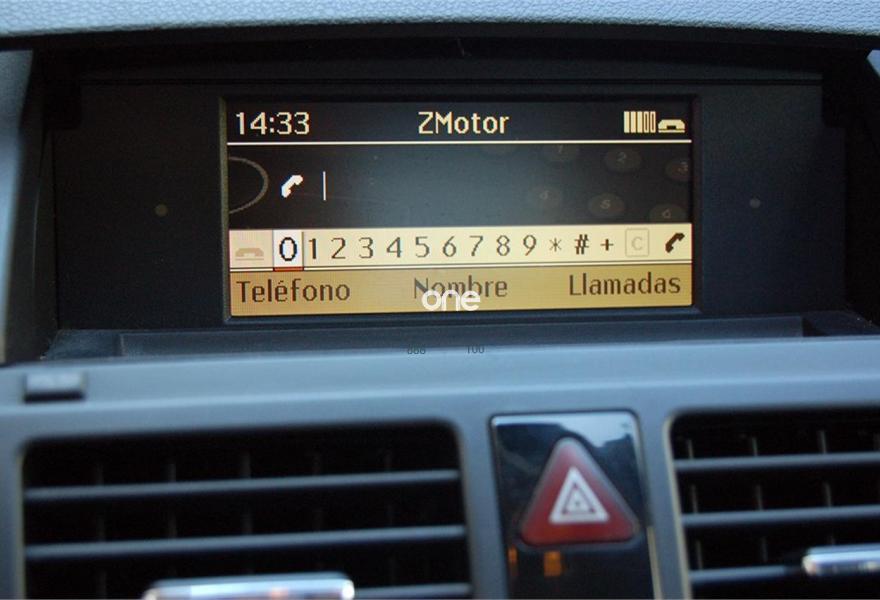 14:33 ZMotor
0 1 2 3 4 5 6 7 8 9 * # + C
Teléfono Nombre Llamadas
one